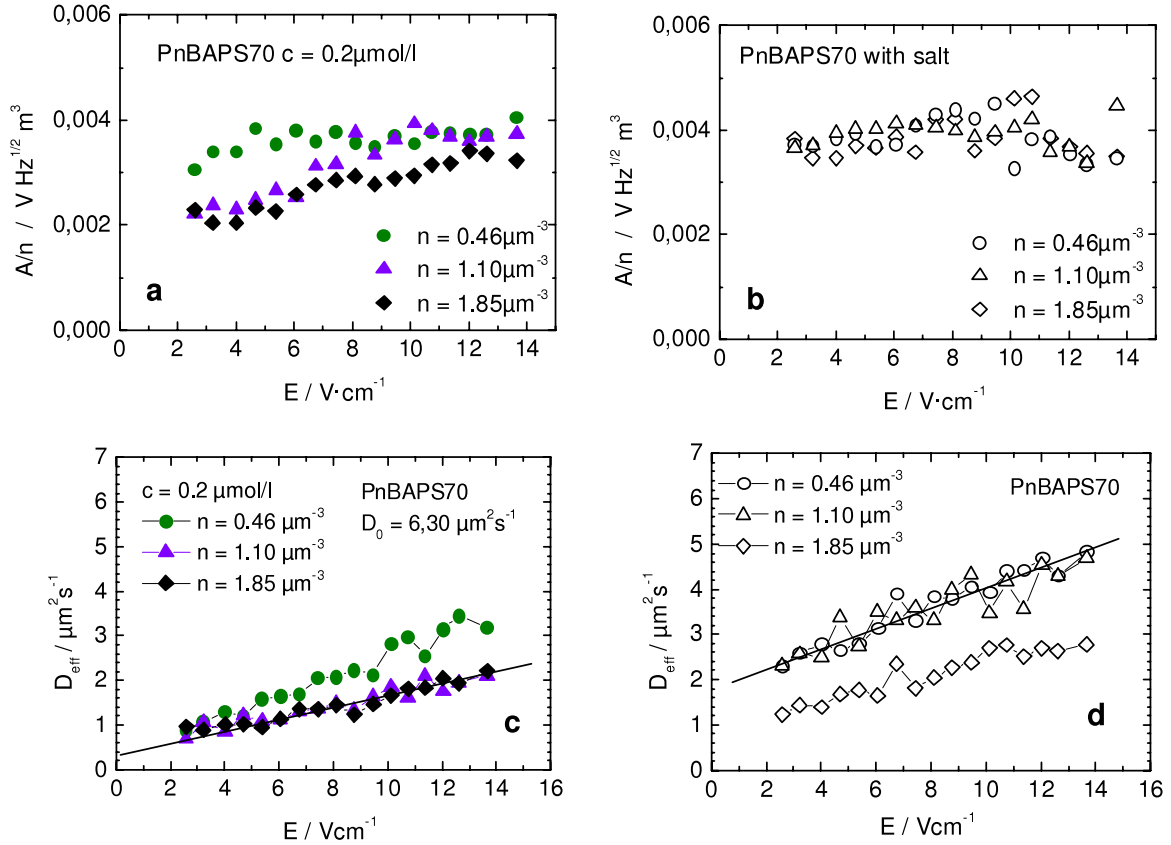 0,006
0,004
0,002
0,000
A/n / V Hz^1/2 m^3
PnBAPS70 c = 0.2µmol/l
n = 0.46µm^-3
n = 1.10µm^-3
n = 1.85µm^-3
a
0 2 4 6 8 10 12 14
E / V·cm^-1
0,006
0,004
0,002
0,000
A/n / V Hz^1/2 m^3
PnBAPS70 with salt
n = 0.46µm^-3
n = 1.10µm^-3
n = 1.85µm^-3
b
0 2 4 6 8 10 12 14
E / V·cm^-1
7
6
5
4
3
2
1
0
D_eff / µm^2s^-1
c = 0.2 µmol/l
n = 0.46 µm^-3
n = 1.10 µm^-3
n = 1.85 µm^-3
PnBAPS70
D_0 = 6,30 µm^2s^-1
c
0 2 4 6 8 10 12 14 16
E / Vcm^-1
7
6
5
4
3
2
1
0
D_eff / µm^2s^-1
n = 0.46 µm^-3
n = 1.10 µm^-3
n = 1.85 µm^-3
PnBAPS70
d
0 2 4 6 8 10 12 14 16
E / Vcm^-1